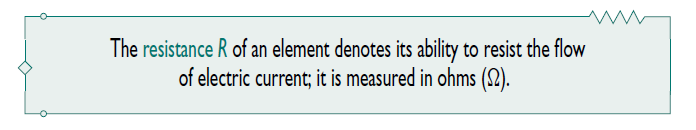 The resistance R of an element denotes its ability to resist the flow
of electric current; it is measured in ohms (Ω).